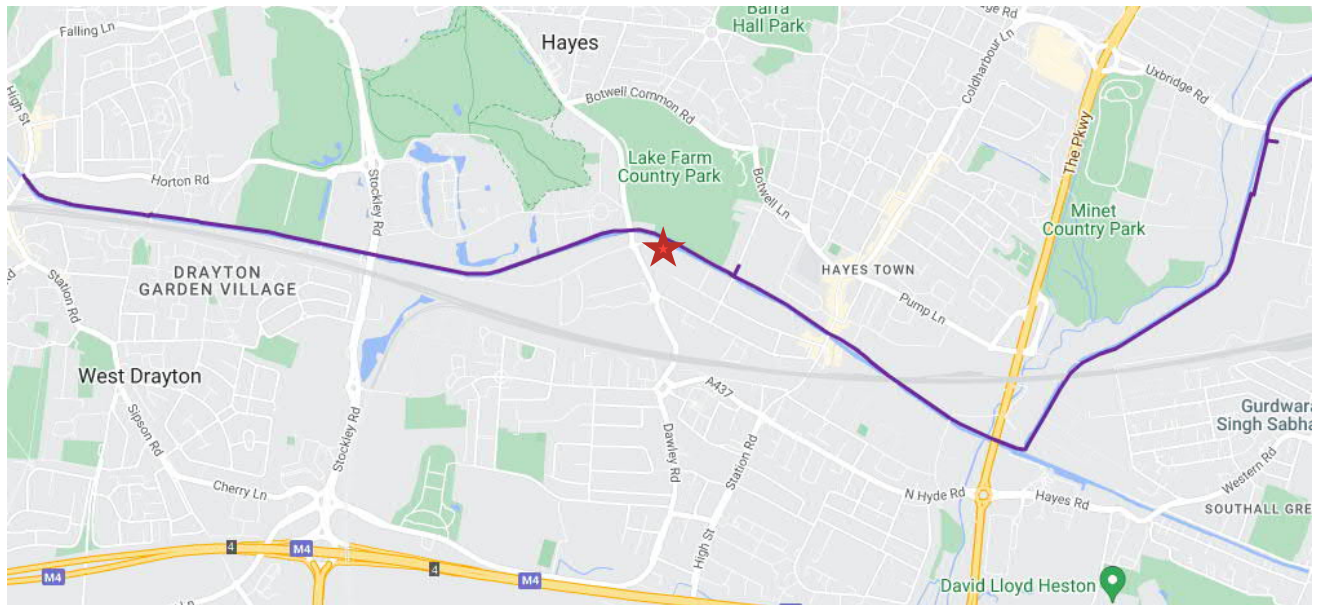 Barra
Hall Park
Falling Ln
Hayes
Coldharbour Ln
Uxbridge Rd
High St
Botwell Common Rd
The Pkwy
Lake Farm
Country Park
Horton Rd
Stockley Rd
Botwell Ln
Minet
Country Park
DRAYTON
GARDEN VILLAGE
HAYES TOWN
Station Rd
Pump Ln
West Drayton
A437
Gurdwara
Singh Sabha
Sipson Rd
Stockley Rd
Dawley Rd
Station Rd
Western Rd
Cherry Ln
N Hyde Rd
Hayes Rd
SOUTHALL GRE
High St
4
M4
4
M4
M4
David Lloyd Heston